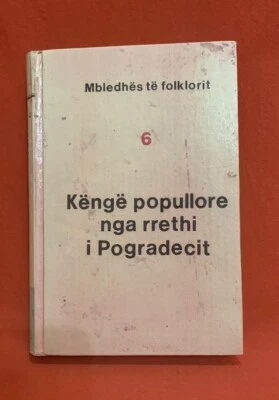 Mbledhës të folklorit
6
Këngë popullore
nga rrethi
i Pogradecit